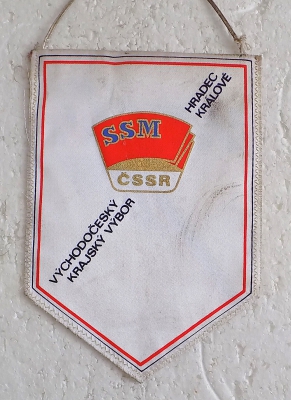 HRADEC
KRÁLOVÉ
SSM
ČSSR
VÝCHODOČESKÝ
KRAJSKÝ VÝBOR